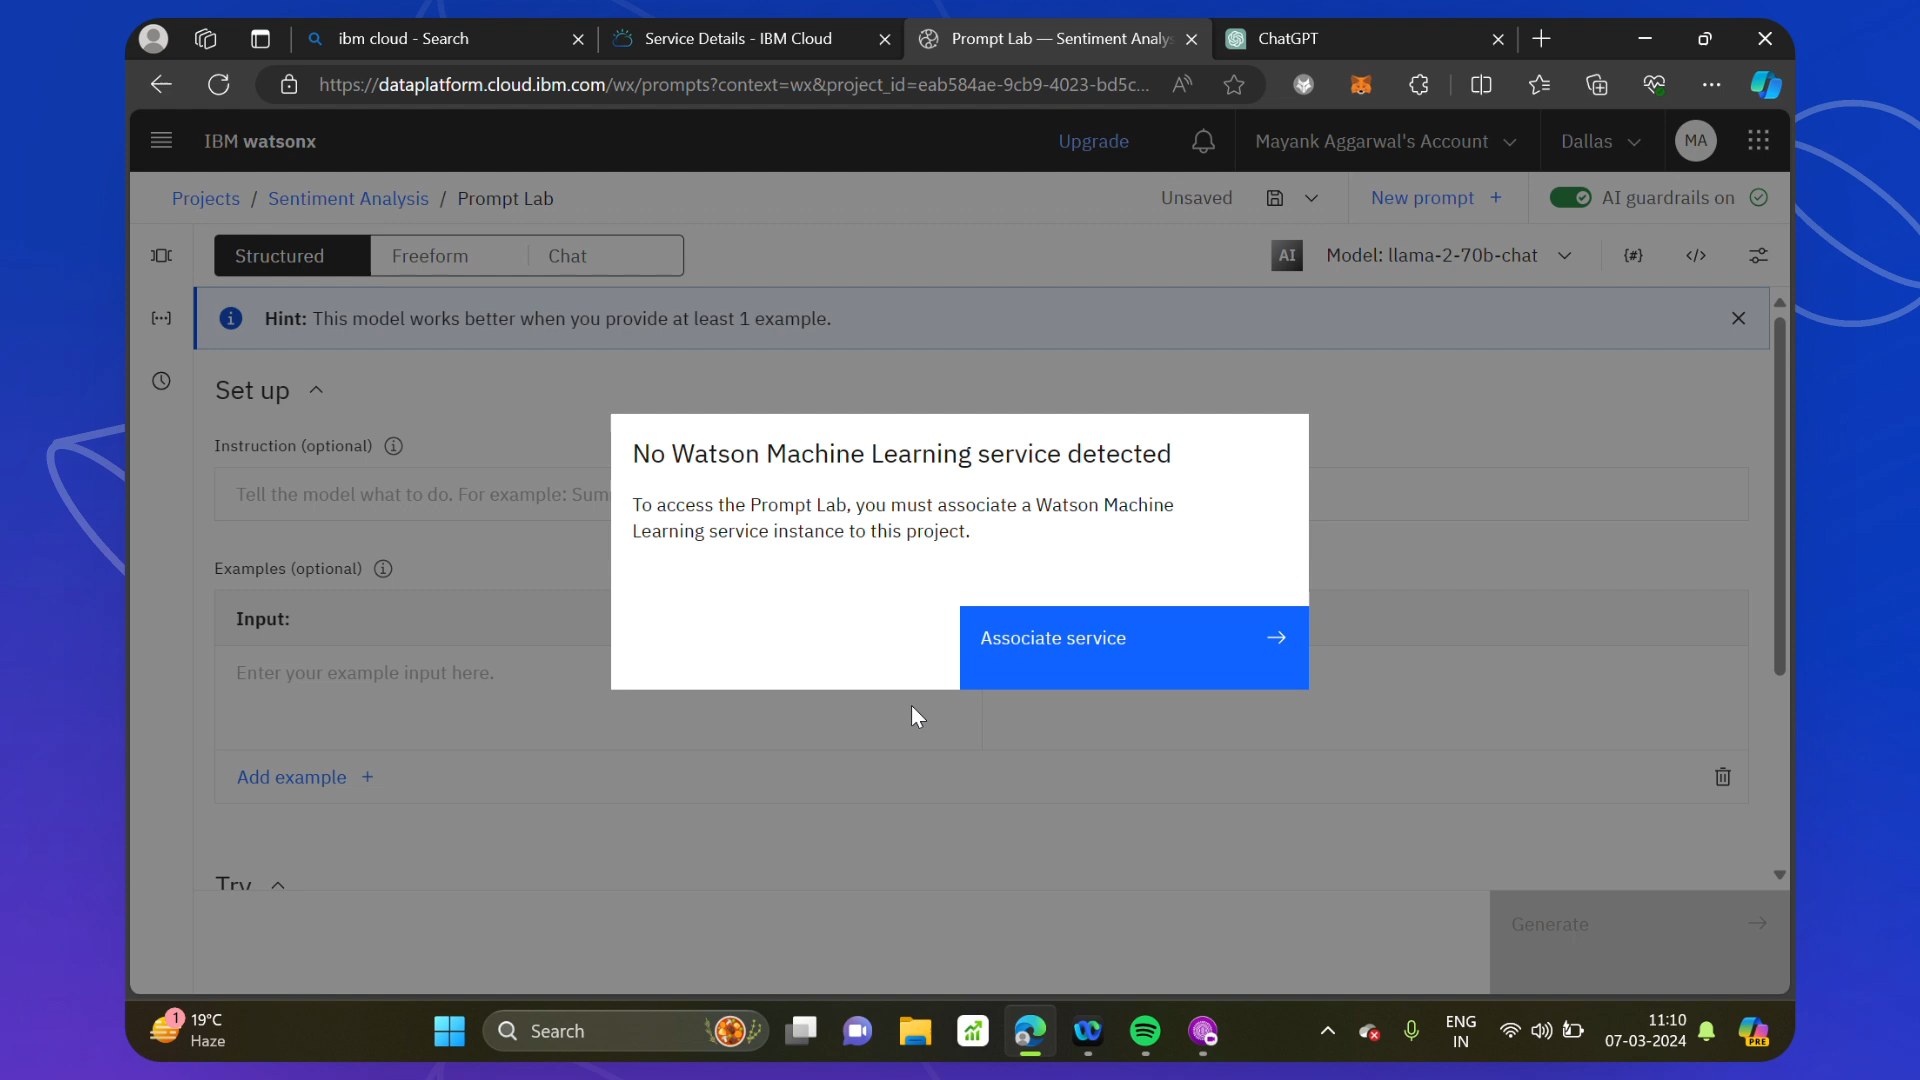 ibm cloud - Search
Service Details - IBM Cloud
Prompt Lab — Sentiment Analys
ChatGPT
https://dataplatform.cloud.ibm.com/wx/prompts?context=wx&project_id=eab584ae-9cb9-4023-bd5c...
IBM watsonx
Upgrade
Mayank Aggarwal's Account
Dallas
MA
Projects / Sentiment Analysis / Prompt Lab
Unsaved
New prompt +
AI guardrails on
Structured
Freeform
Chat
AI
Model: llama-2-70b-chat
{#}
</>
Hint: This model works better when you provide at least 1 example.
Set up
Instruction (optional)
Tell the model what to do. For example: Sum
No Watson Machine Learning service detected
To access the Prompt Lab, you must associate a Watson Machine
Learning service instance to this project.
Associate service
Examples (optional)
Input:
Enter your example input here.
Add example +
Try
Generate
1
19°C
Haze
Search
ENG
IN
11:10
07-03-2024
PRE